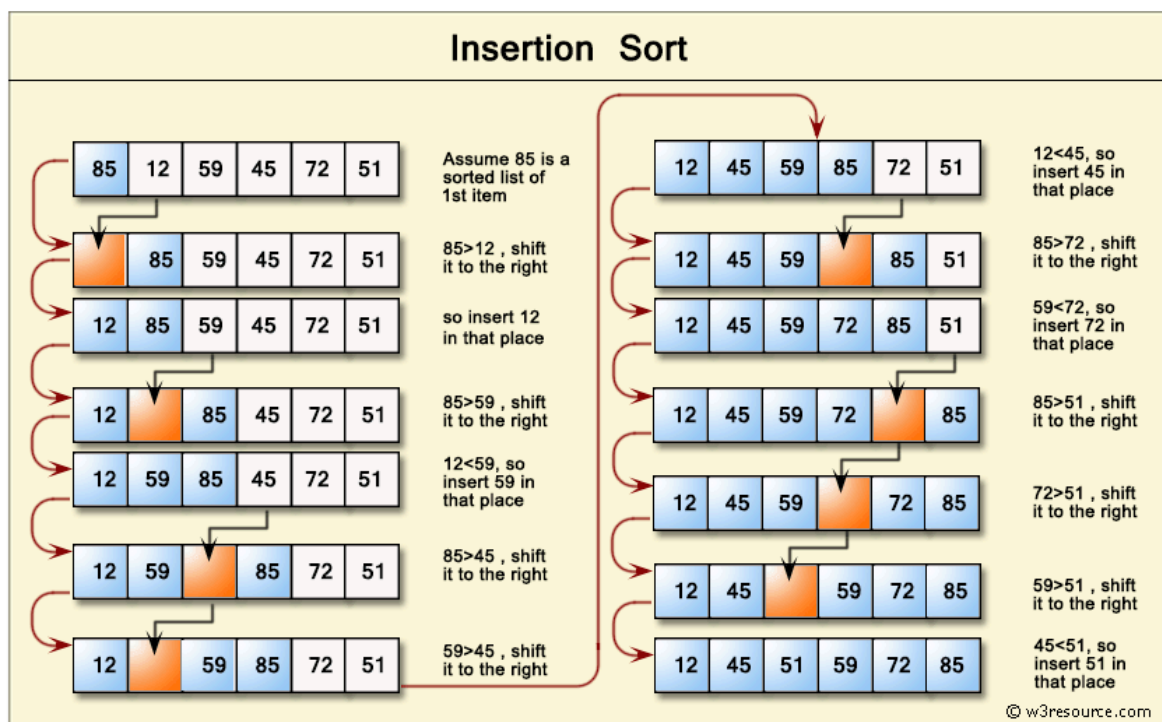 Insertion Sort
85 12 59 45 72 51
Assume 85 is a
sorted list of
1st item
85 59 45 72 51
85>12 , shift
it to the right
12 85 59 45 72 51
so insert 12
in that place
12 85 45 72 51
85>59 , shift
it to the right
12 59 85 45 72 51
12<59, so
insert 59 in
that place
12 59 85 72 51
85>45 , shift
it to the right
12 59 85 72 51
59>45 , shift
it to the right
12 45 59 85 72 51
12<45, so
insert 45 in
that place
12 45 59 85 51
85>72 , shift
it to the right
12 45 59 72 85 51
59<72, so
insert 72 in
that place
12 45 59 72 85
85>51 , shift
it to the right
12 45 59 72 85
72>51 , shift
it to the right
12 45 59 72 85
59>51 , shift
it to the right
12 45 51 59 72 85
45<51, so
insert 51 in
that place
© w3resource.com